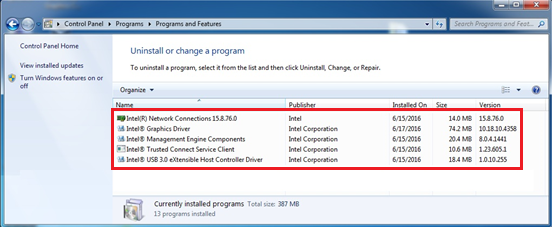 Control Panel ▸ Programs ▸ Programs and Features
Search Programs and Feat...
Control Panel Home
View installed updates
Turn Windows features on or
off
Uninstall or change a program
To uninstall a program, select it from the list and then click Uninstall, Change, or Repair.
Organize
Name Publisher Installed On Size Version
Intel(R) Network Connections 15.8.76.0 Intel 6/15/2016 14.0 MB 15.8.76.0
Intel® Graphics Driver Intel Corporation 6/17/2016 74.2 MB 10.18.10.4358
Intel® Management Engine Components Intel Corporation 6/15/2016 20.4 MB 8.0.4.1441
Intel® Trusted Connect Service Client Intel Corporation 6/15/2016 10.6 MB 1.23.605.1
Intel® USB 3.0 eXtensible Host Controller Driver Intel Corporation 6/15/2016 18.4 MB 1.0.10.255
Currently installed programs Total size: 387 MB
13 programs installed